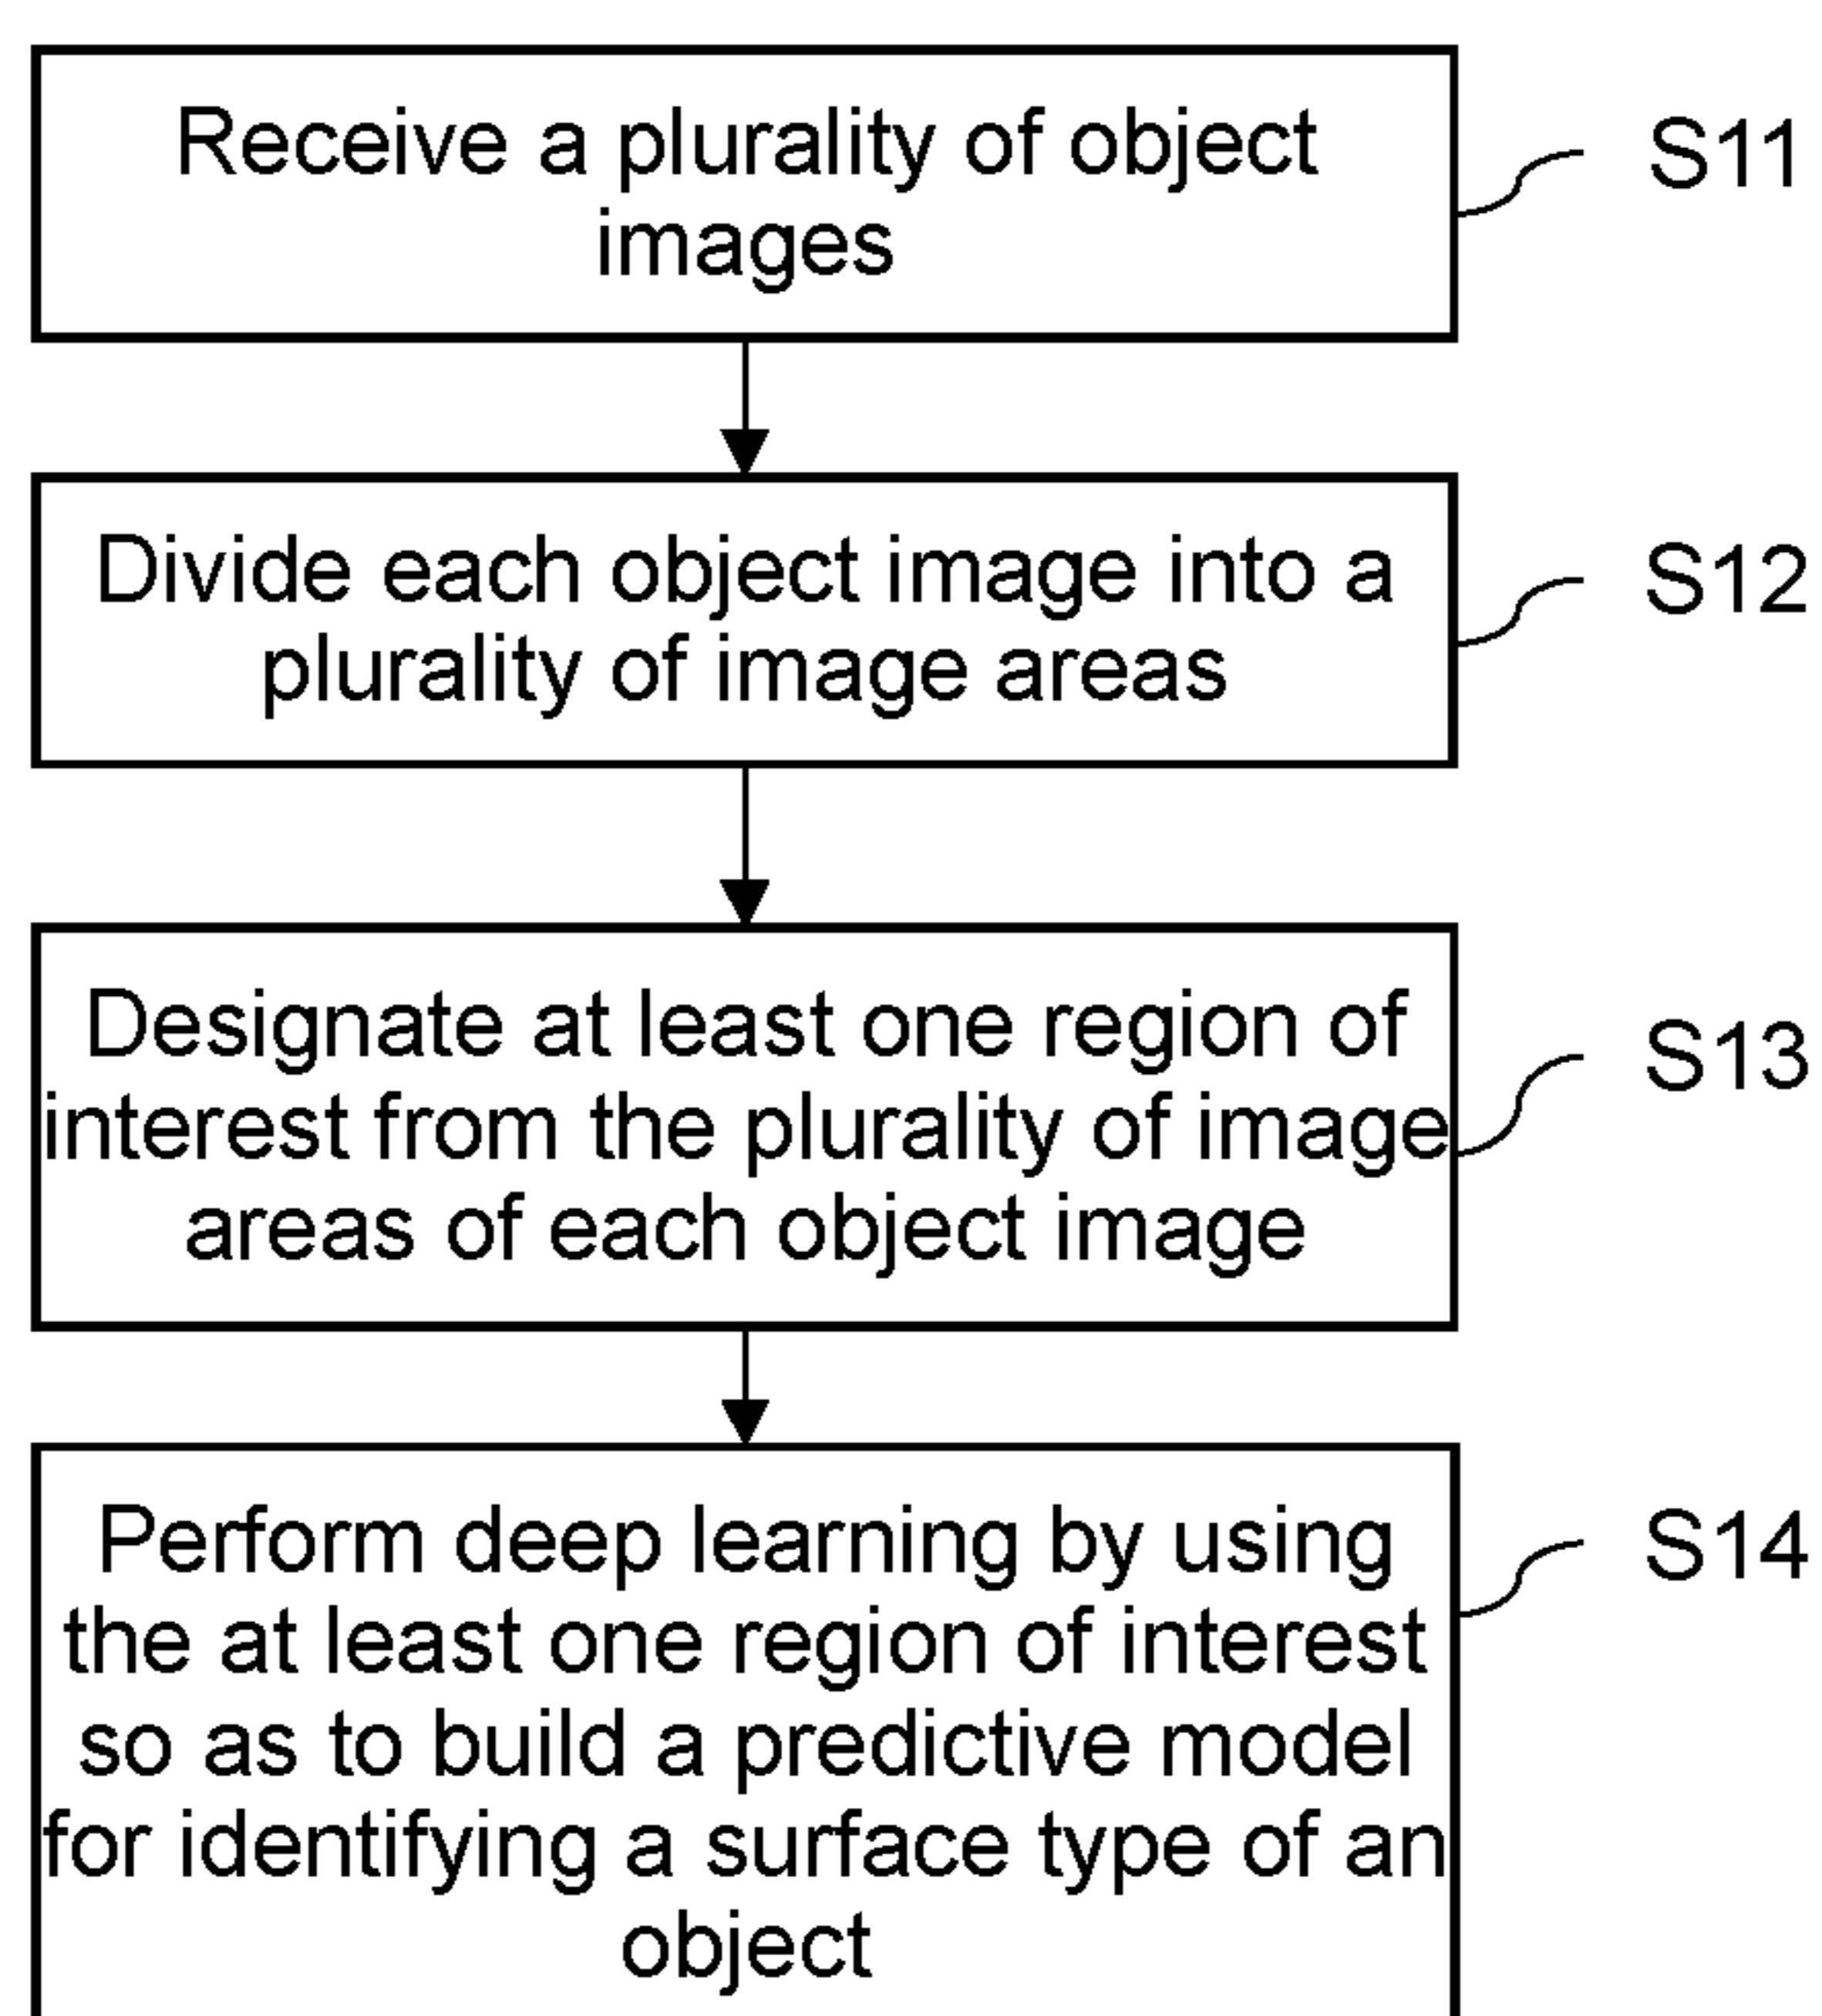 Receive a plurality of object
images
S11
Divide each object image into a
plurality of image areas
S12
Designate at least one region of
interest from the plurality of image
areas of each object image
S13
Perform deep learning by using
the at least one region of interest
so as to build a predictive model
for identifying a surface type of an
object
S14